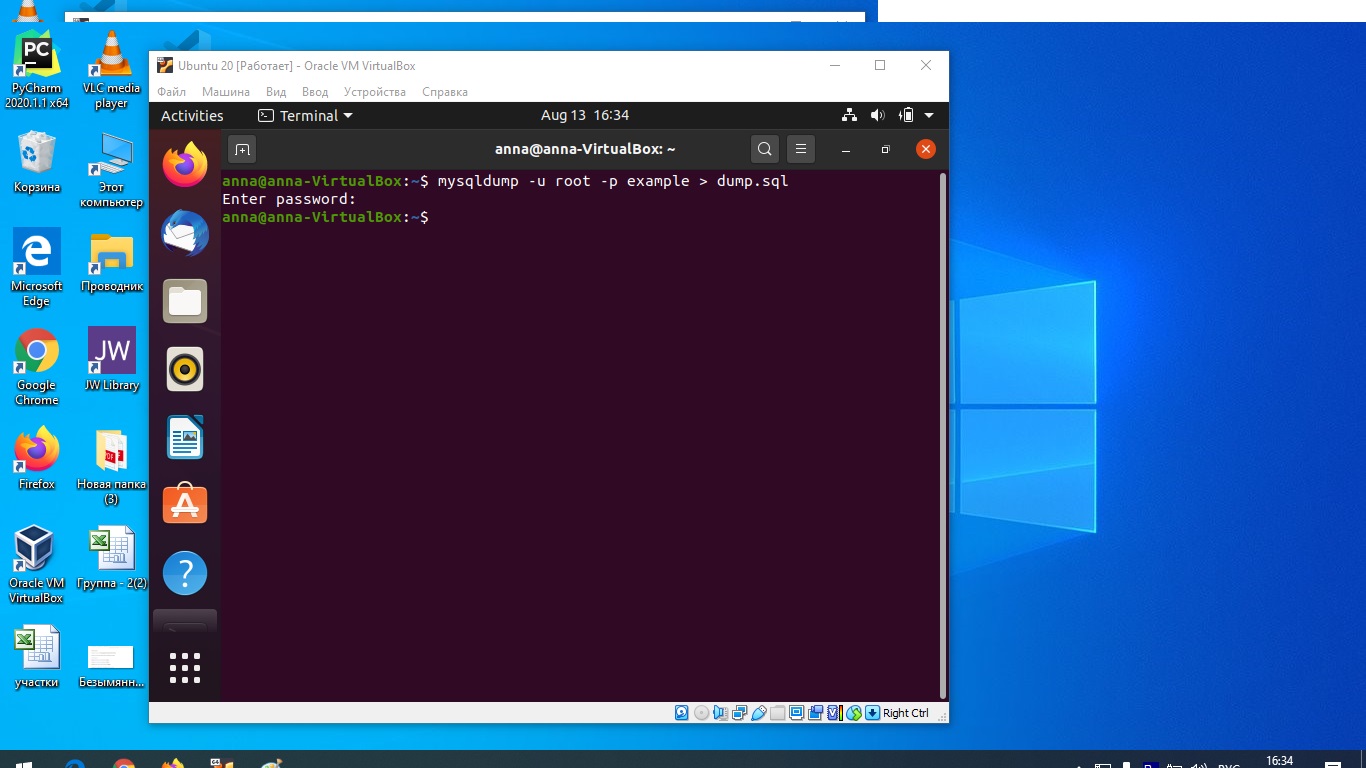 PC
PyCharm
2020.1.1 x64
VLC media
player
Корзина
Этот
компьютер
Microsoft
Edge
Проводник
Google
Chrome
JW
JW Library
Firefox
Новая папка
(3)
Oracle VM
VirtualBox
Группа - 2(2)
участки
Безымянн...
Ubuntu 20 [Работает] - Oracle VM VirtualBox
Файл Машина Вид Ввод Устройства Справка
Activities Terminal Aug 13 16:34
anna@anna-VirtualBox: ~
anna@anna-VirtualBox:~$ mysqldump -u root -p example > dump.sql
Enter password:
anna@anna-VirtualBox:~$
Right Ctrl
16:34